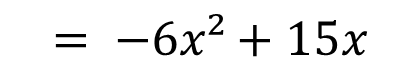 = −6x² + 15x